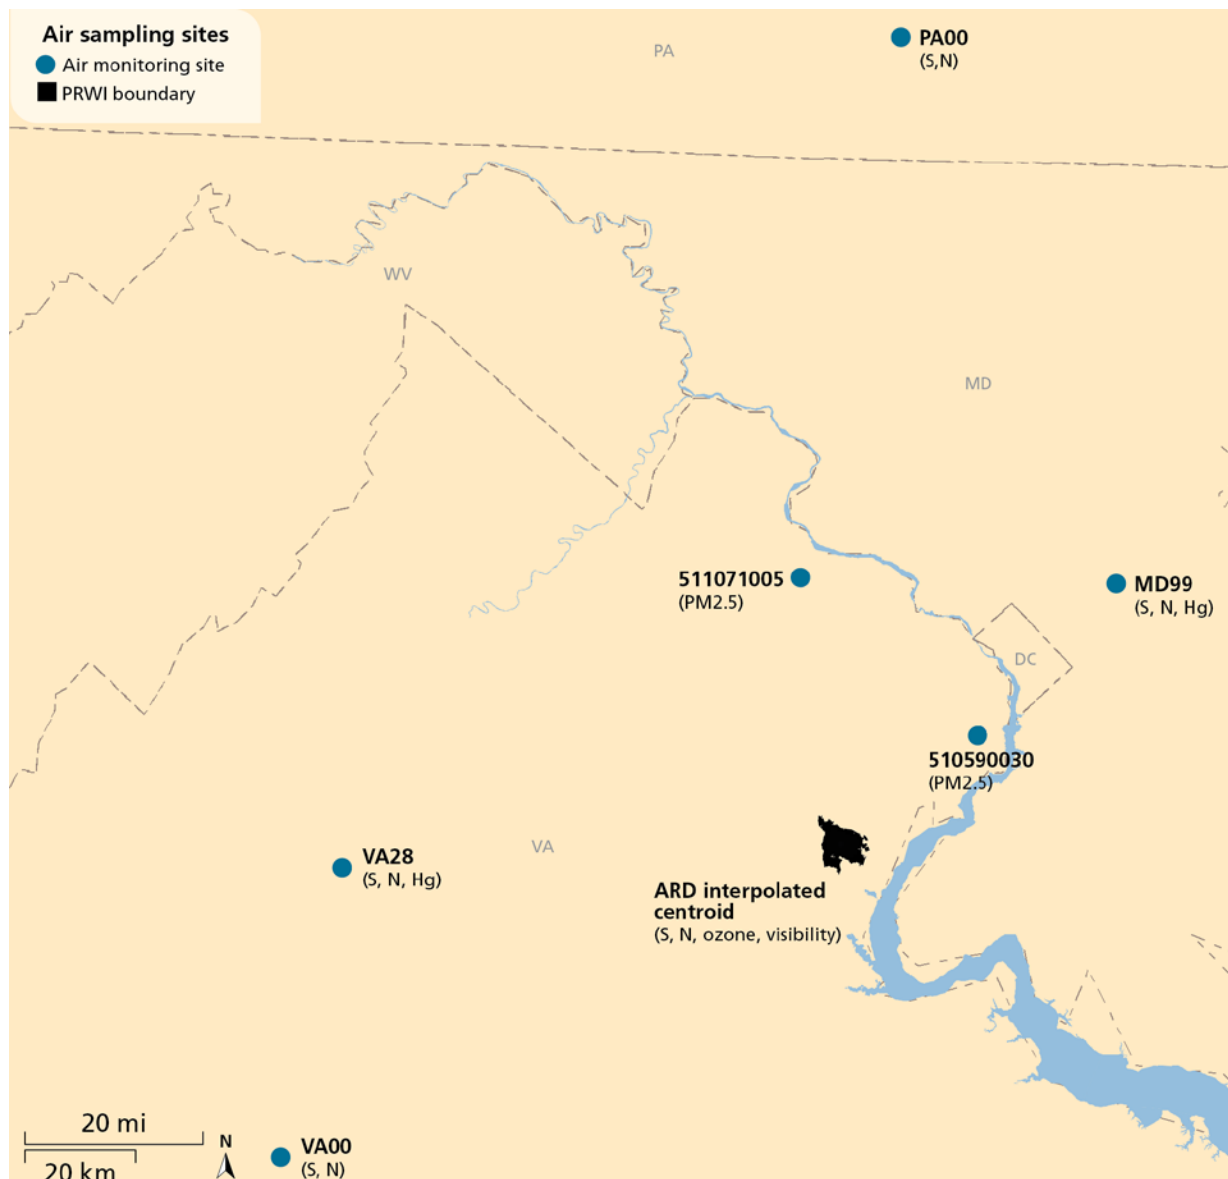 Air sampling sites
Air monitoring site
PRWI boundary
PA
PA00
(S,N)
WV
MD
511071005
(PM2.5)
MD99
(S, N, Hg)
DC
510590030
(PM2.5)
VA28
(S, N, Hg)
VA
ARD interpolated
centroid
(S, N, ozone, visibility)
20 mi
20 km
N
VA00
(S, N)